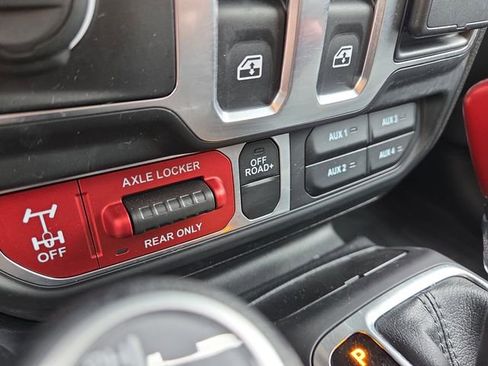 AXLE LOCKER
REAR ONLY
OFF
OFF
ROAD+
AUX 1
AUX 3
AUX 2
AUX 4
P